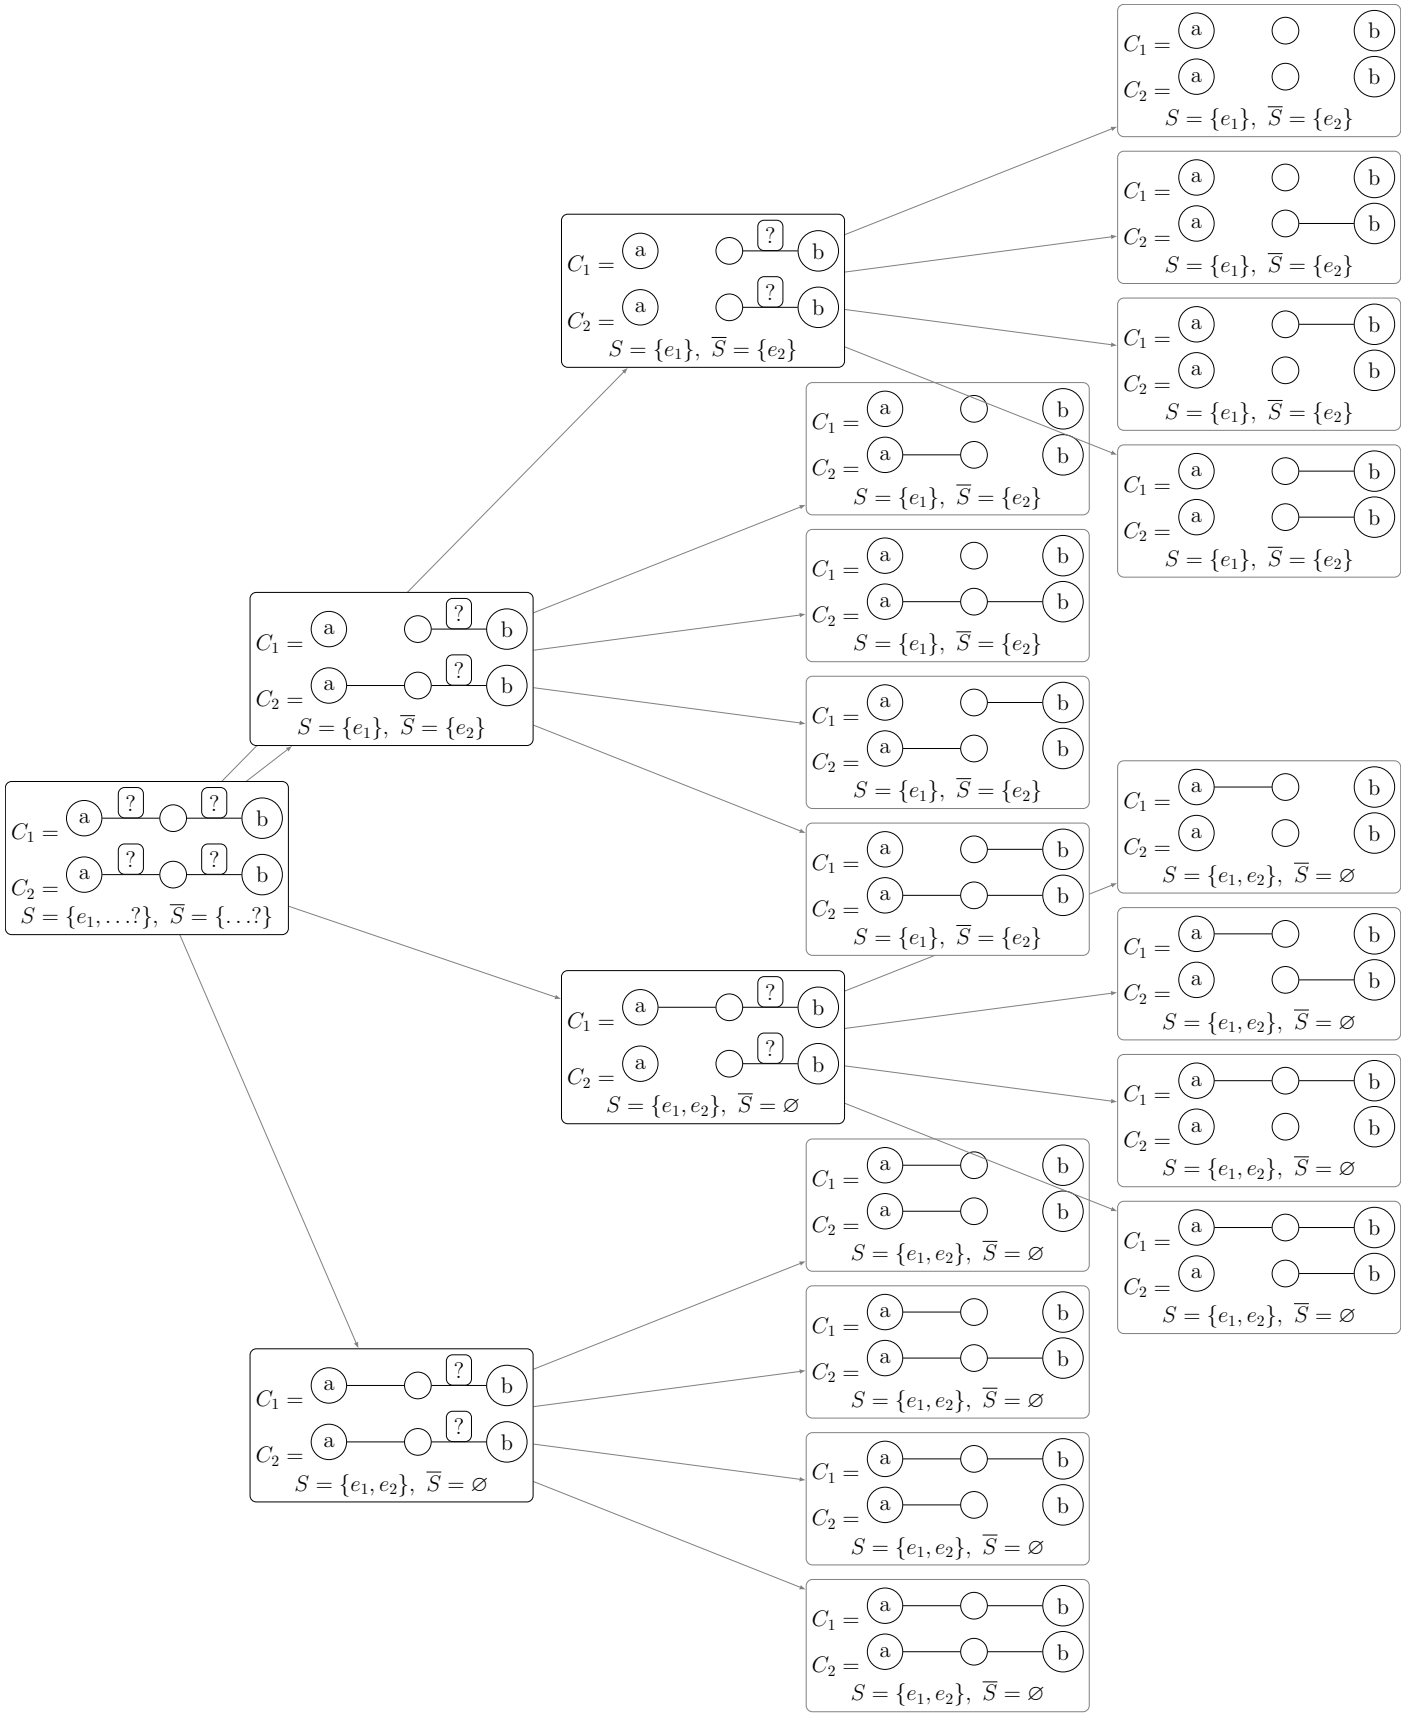 C₁ = a ? ? b
C₂ = a ? ? b
S = {e₁, …?}, S̅ = {…?}
C₁ = a ? b
C₂ = a ? b
S = {e₁}, S̅ = {e₂}
C₁ = a ? b
C₂ = a ? b
S = {e₁, e₂}, S̅ = ∅
C₁ = a ? b
C₂ = a ? b
S = {e₁}, S̅ = {e₂}
C₁ = a ? b
C₂ = a ? b
S = {e₁, e₂}, S̅ = ∅
C₁ = a b
C₂ = a b
S = {e₁}, S̅ = {e₂}
C₁ = a b
C₂ = a b
S = {e₁}, S̅ = {e₂}
C₁ = a b
C₂ = a b
S = {e₁}, S̅ = {e₂}
C₁ = a b
C₂ = a b
S = {e₁}, S̅ = {e₂}
C₁ = a b
C₂ = a b
S = {e₁, e₂}, S̅ = ∅
C₁ = a b
C₂ = a b
S = {e₁, e₂}, S̅ = ∅
C₁ = a b
C₂ = a b
S = {e₁, e₂}, S̅ = ∅
C₁ = a b
C₂ = a b
S = {e₁, e₂}, S̅ = ∅
C₁ = a b
C₂ = a b
S = {e₁}, S̅ = {e₂}
C₁ = a b
C₂ = a b
S = {e₁}, S̅ = {e₂}
C₁ = a b
C₂ = a b
S = {e₁}, S̅ = {e₂}
C₁ = a b
C₂ = a b
S = {e₁}, S̅ = {e₂}
C₁ = a b
C₂ = a b
S = {e₁, e₂}, S̅ = ∅
C₁ = a b
C₂ = a b
S = {e₁, e₂}, S̅ = ∅
C₁ = a b
C₂ = a b
S = {e₁, e₂}, S̅ = ∅
C₁ = a b
C₂ = a b
S = {e₁, e₂}, S̅ = ∅